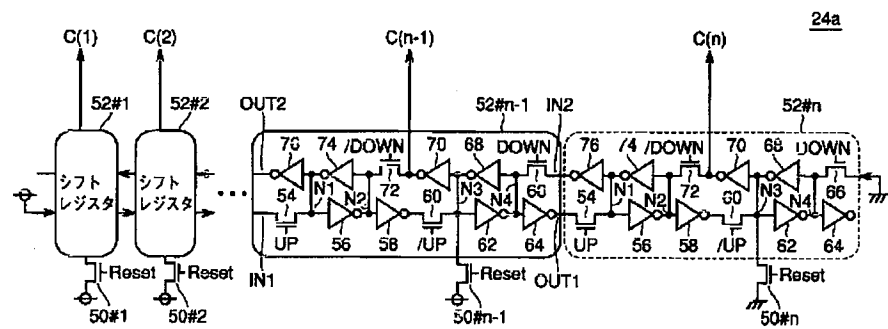 24a
C(1) C(2) C(n-1) C(n)
52#1 52#2 OUT2 52#n-1 IN2 52#n
70 74 /DOWN 70 68 DOWN 76 74 /DOWN 70 68 DOWN
シフト
レジスタ
シフト
レジスタ
54 N1 N2 72 60 N3 N4 60 54 N1 N2 72 60 N3 N4 66
UP 56 58 /UP 62 64 UP 56 58 /UP 62 64
Reset Reset IN1 Reset OUT1 Reset
50#1 50#2 50#n-1 50#n